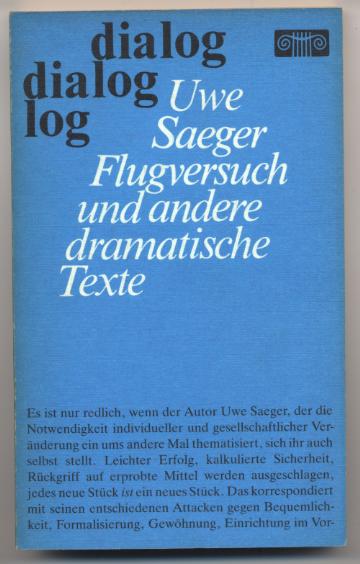 dialog
dialog
log
Uwe
Saeger
Flugversuch
und andere
dramatische
Texte
Es ist nur redlich, wenn der Autor Uwe Saeger, der die
Notwendigkeit individueller und gesellschaftlicher Ver-
änderung ein ums andere Mal thematisiert, sich ihr auch
selbst stellt. Leichter Erfolg, kalkulierte Sicherheit,
Rückgriff auf erprobte Mittel werden ausgeschlagen,
jedes neue Stück ist ein neues Stück. Das korrespondiert
mit seinen entschiedenen Attacken gegen Bequemlich-
keit, Formalisierung, Gewöhnung, Einrichtung im Vor-